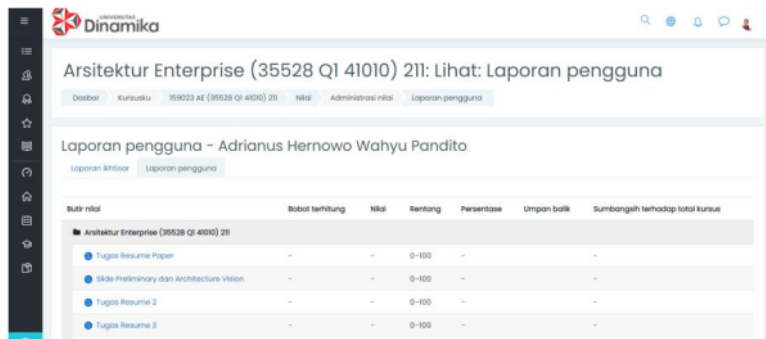 UNIVERSITAS
Dinamika
Arsitektur Enterprise (35528 Q1 41010) 211: Lihat: Laporan pengguna
Dasbor Kursusku 159023 AE (35528 Q1 41010) 211 Nilai Administrasi nilai Laporan pengguna
Laporan pengguna - Adrianus Hernowo Wahyu Pandito
Laporan ikhtisar Laporan pengguna
Butir nilai Bobot terhitung Nilai Rentang Persentase Umpan balik Sumbangsih terhadap total kursus
Arsitektur Enterprise (35528 Q1 41010) 211
Tugas Resume Paper - - 0-100 - -
Slide Preliminary dan Architecture Vision - - 0-100 - -
Tugas Resume 2 - - 0-100 - -
Tugas Resume 3 - - 0-100 - -